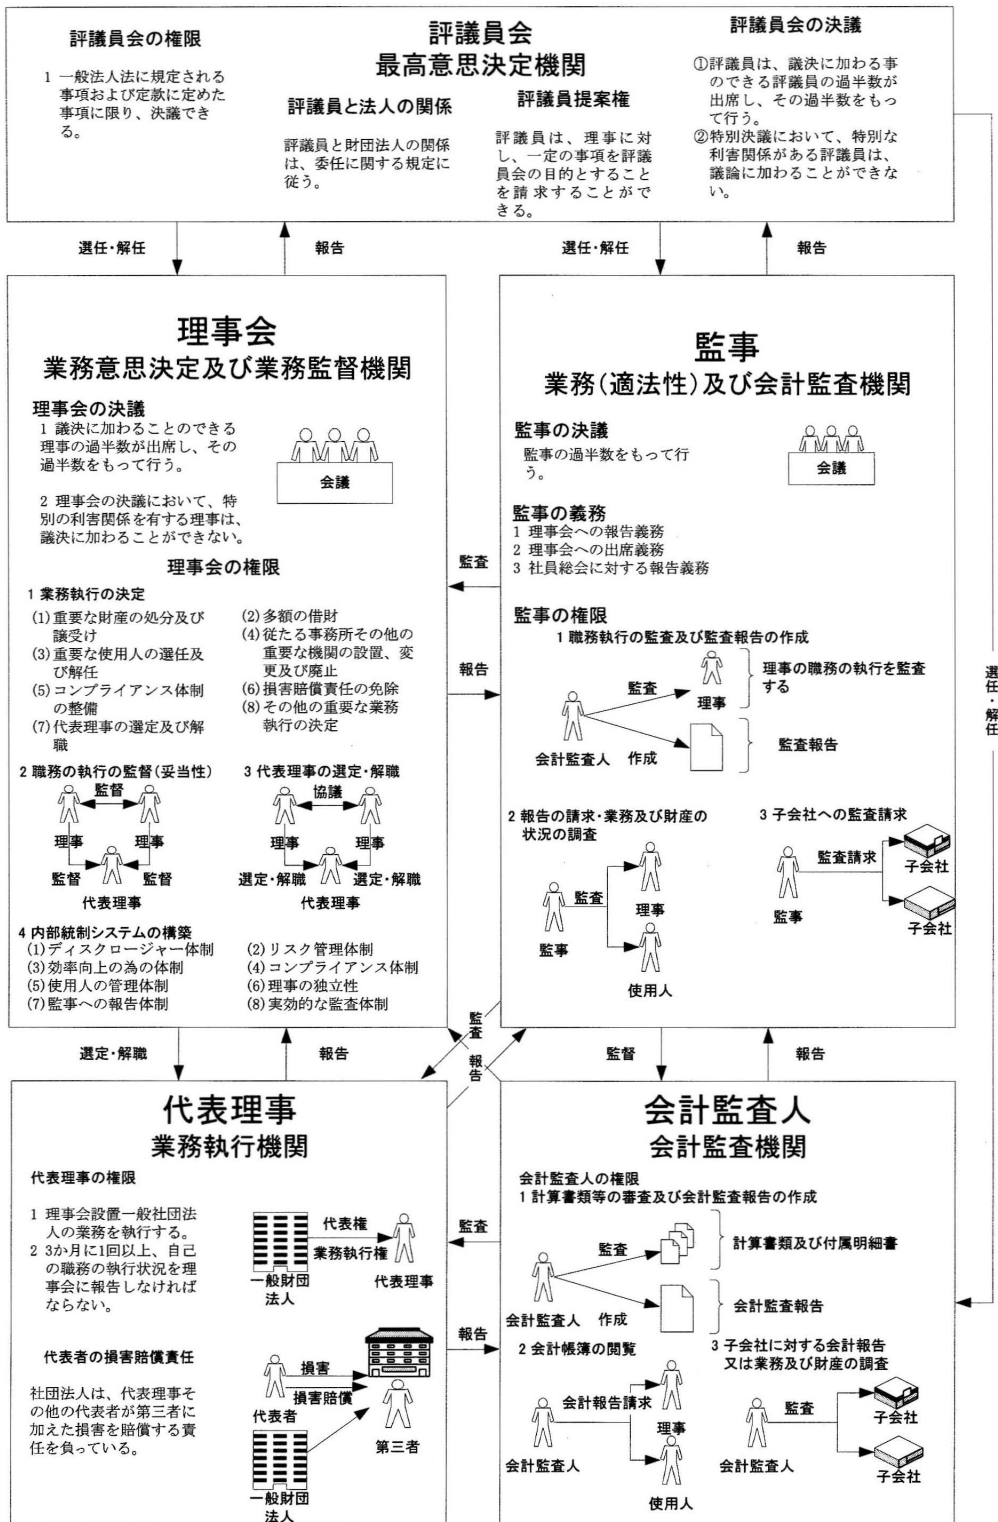 評議員会
最高意思決定機関
評議員会の権限
1 一般法人法に規定される
事項および定款に定めた
事項に限り、決議でき
る。
評議員と法人の関係
評議員と財団法人の関係
は、委任に関する規定に
従う。
評議員提案権
評議員は、理事に対
し、一定の事項を評議
員会の目的とすること
を請求することがで
きる。
評議員会の決議
①評議員は、議決に加わる事
のできる評議員の過半数が
出席し、その過半数をもっ
て行う。
②特別決議において、特別な
利害関係がある評議員は、
議論に加わることができな
い。
選任・解任
報告
選任・解任
報告
選任・解任
理事会
業務意思決定及び業務監督機関
理事会の決議
1 議決に加わることのできる
理事の過半数が出席し、その
過半数をもって行う。
2 理事会の決議において、特
別の利害関係を有する理事は、
議決に加わることができない。
会議
理事会の権限
1 業務執行の決定
(1)重要な財産の処分及び
譲受け
(2)多額の借財
(3)重要な使用人の選任及
び解任
(4)従たる事務所その他の
重要な機関の設置、変
更及び廃止
(5)コンプライアンス体制
の整備
(6)損害賠償責任の免除
(7)代表理事の選定及び解
職
(8)その他の重要な業務
執行の決定
2 職務の執行の監督(妥当性)
監督
理事
理事
監督
監督
代表理事
3 代表理事の選定・解職
協議
理事
理事
選定・解職
選定・解職
代表理事
4 内部統制システムの構築
(1)ディスクロージャー体制
(2)リスク管理体制
(3)効率向上の為の体制
(4)コンプライアンス体制
(5)使用人の管理体制
(6)理事の独立性
(7)監事への報告体制
(8)実効的な監査体制
監査
報告
監事
業務(適法性)及び会計監査機関
監事の決議
監事の過半数をもって行
う。
会議
監事の義務
1 理事会への報告義務
2 理事会への出席義務
3 社員総会に対する報告義務
監事の権限
1 職務執行の監査及び監査報告の作成
監査
理事
理事の職務の執行を監査
する
会計監査人
作成
監査報告
2 報告の請求・業務及び財産の
状況の調査
監事
監査
理事
使用人
3 子会社への監査請求
監事
監査請求
子会社
子会社
選定・解職
報告
監査
報告
監督
報告
代表理事
業務執行機関
代表理事の権限
1 理事会設置一般社団法
人の業務を執行する。
2 3か月に1回以上、自己
の職務の執行状況を理
事会に報告しなければ
ならない。
代表権
業務執行権
一般財団
法人
代表理事
代表者の損害賠償責任
社団法人は、代表理事そ
の他の代表者が第三者に
加えた損害を賠償する責
任を負っている。
損害
損害賠償
代表者
第三者
一般財団
法人
監査
報告
会計監査人
会計監査機関
会計監査人の権限
1 計算書類等の審査及び会計監査報告の作成
監査
計算書類及び付属明細書
会計監査人
作成
会計監査報告
2 会計帳簿の閲覧
会計報告請求
会計監査人
理事
使用人
3 子会社に対する会計報告
又は業務及び財産の調査
監査
会計監査人
子会社
子会社